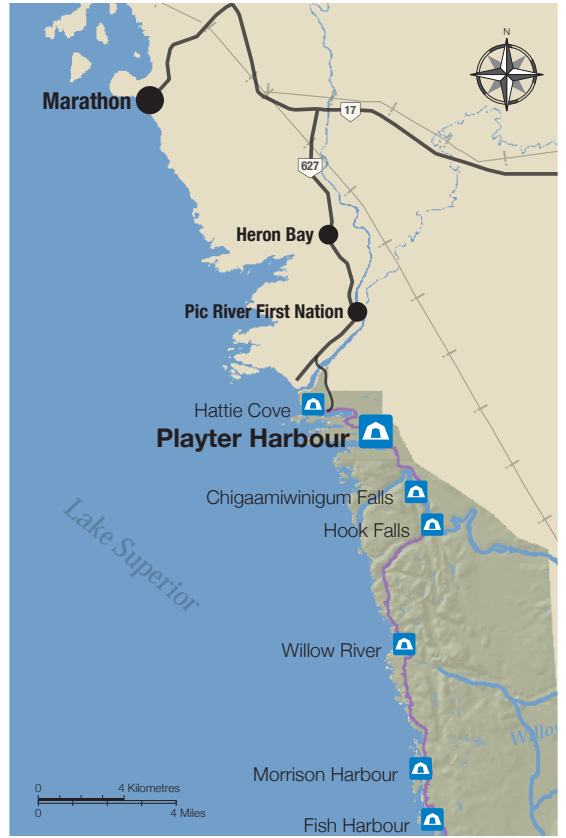 N
Marathon
17
627
Heron Bay
Pic River First Nation
Hattie Cove
Playter Harbour
Chigaamiwinigum Falls
Hook Falls
Lake Superior
Willow River
Willow
Morrison Harbour
0 4 Kilometres
0 4 Miles
Fish Harbour